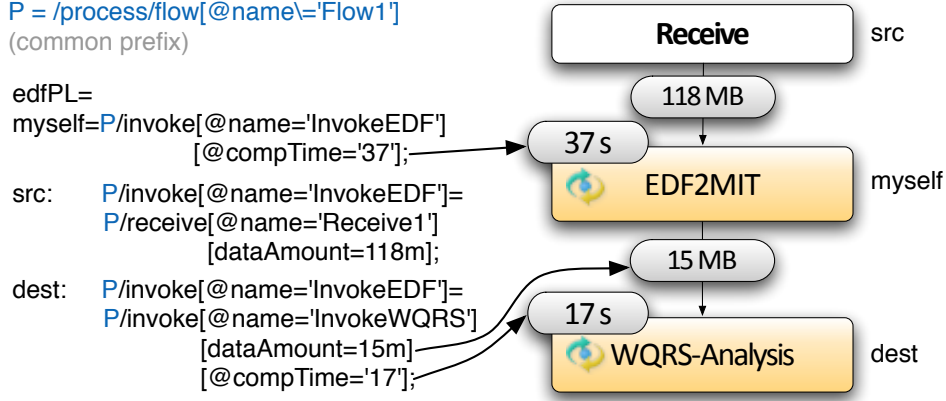 P = /process/flow[@name\='Flow1']
(common prefix)
edfPL=
myself=P/invoke[@name='InvokeEDF']
[@compTime='37'];
src: P/invoke[@name='InvokeEDF']=
P/receive[@name='Receive1']
[dataAmount=118m];
dest: P/invoke[@name='InvokeEDF']=
P/invoke[@name='InvokeWQRS']
[dataAmount=15m]
[@compTime='17'];
Receive
src
118 MB
37 s
EDF2MIT
myself
15 MB
17 s
WQRS-Analysis
dest